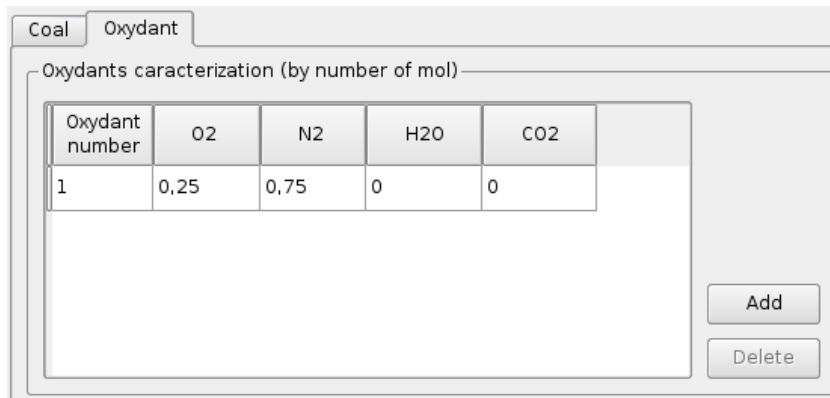 Coal Oxydant
Oxydants caracterization (by number of mol)
Oxydant number O2 N2 H2O CO2
1 0,25 0,75 0 0
Add
Delete